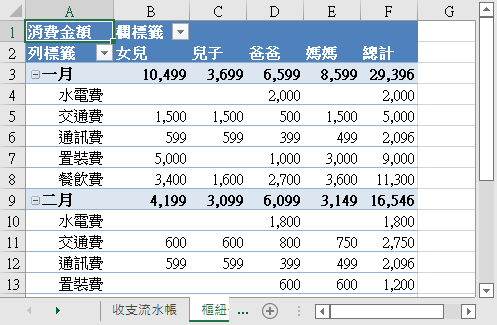 A B C D E F G
1 消費金額 欄標籤
2 列標籤 女兒 兒子 爸爸 媽媽 總計
3 一月 10,499 3,699 6,599 8,599 29,396
4 水電費 2,000 2,000
5 交通費 1,500 1,500 500 1,500 5,000
6 通訊費 599 599 399 499 2,096
7 置裝費 5,000 1,000 3,000 9,000
8 餐飲費 3,400 1,600 2,700 3,600 11,300
9 二月 4,199 3,099 6,099 3,149 16,546
10 水電費 1,800 1,800
11 交通費 600 600 800 750 2,750
12 通訊費 599 599 399 499 2,096
13 置裝費 600 600 1,200
收支流水帳 樞紐 ...